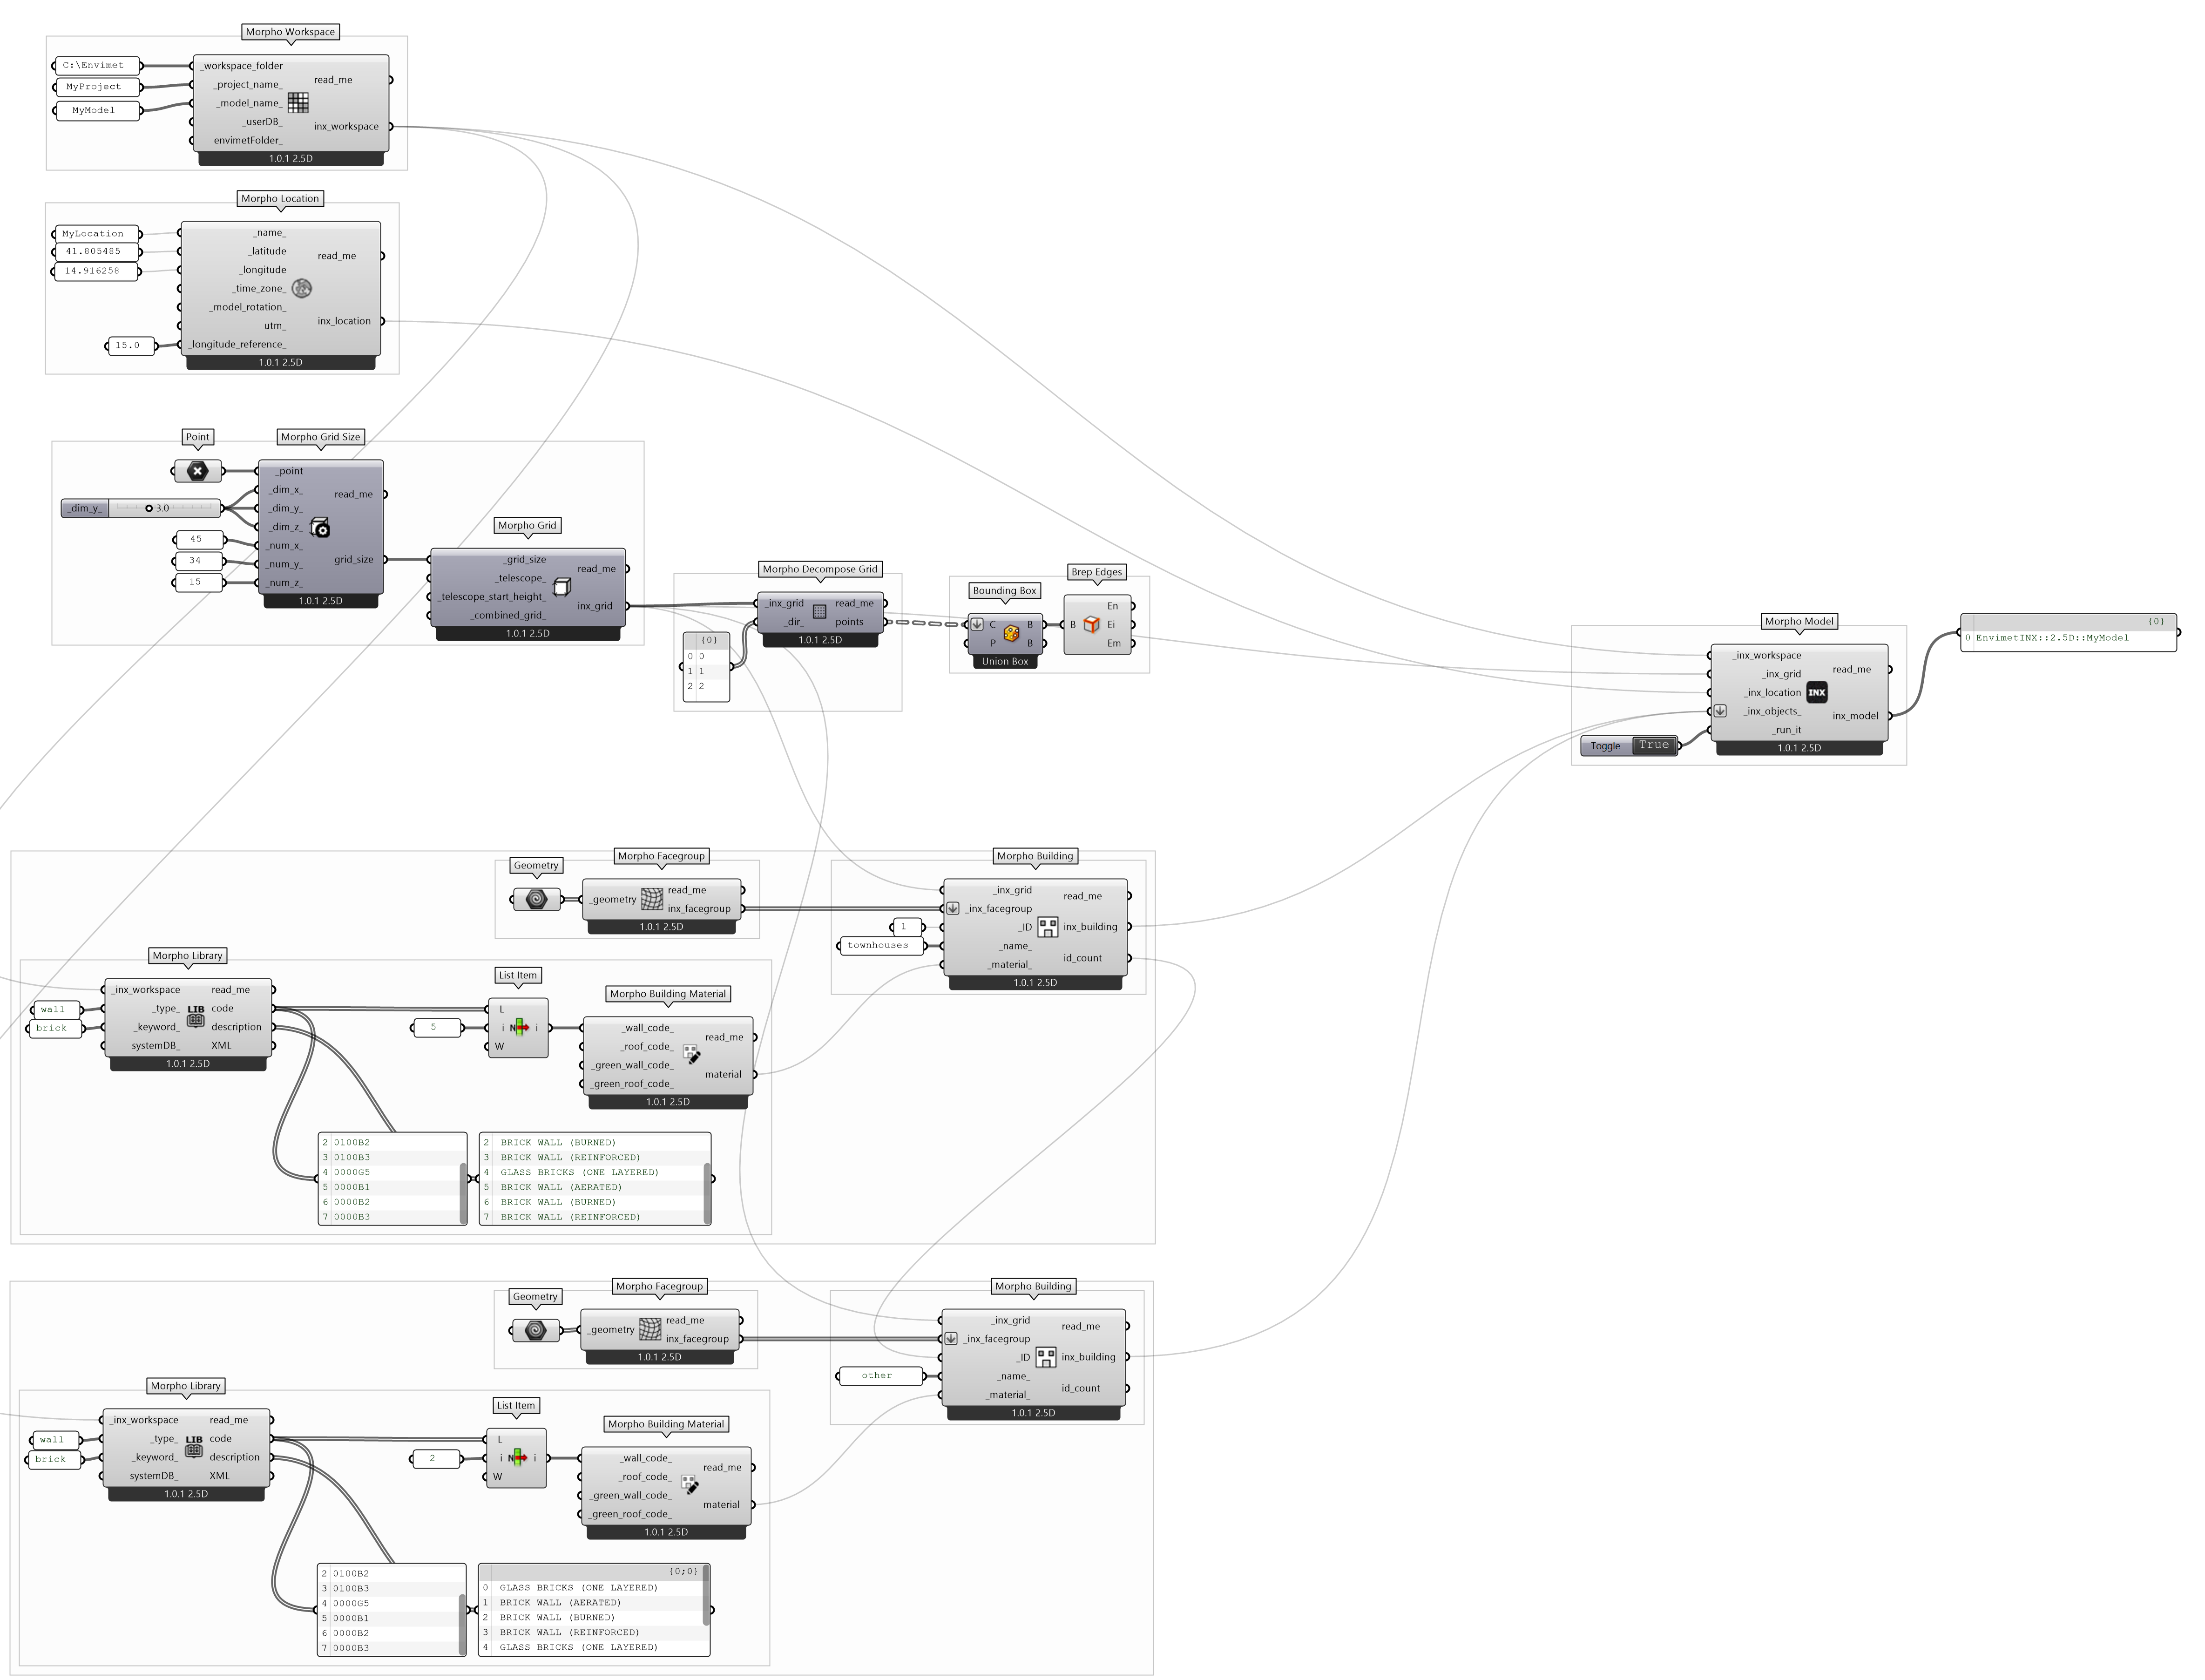 Morpho Workspace
C:\Envimet
MyProject
MyModel
_workspace_folder
_project_name_
_model_name_
_userDB_
envimetFolder_
read_me
inx_workspace
1.0.1 2.5D
Morpho Location
MyLocation
41.805485
14.916258
15.0
_name_
_latitude
_longitude
_time_zone_
_model_rotation_
utm_
_longitude_reference_
read_me
inx_location
1.0.1 2.5D
Point
Morpho Grid Size
_dim_y_
3.0
45
34
15
_point
_dim_x_
_dim_y_
_dim_z_
_num_x_
_num_y_
_num_z_
read_me
grid_size
1.0.1 2.5D
Morpho Grid
_grid_size
_telescope_
_telescope_start_height_
_combined_grid_
read_me
inx_grid
1.0.1 2.5D
Morpho Decompose Grid
{0}
0 0
1 1
2 2
_inx_grid
_dir_
read_me
points
1.0.1 2.5D
Bounding Box
C
P
B
B
Union Box
Brep Edges
B
En
Ei
Em
Morpho Model
_inx_workspace
_inx_grid
_inx_location
_inx_objects_
_run_it
INX
read_me
inx_model
1.0.1 2.5D
Toggle
True
{0}
0 EnvimetINX::2.5D::MyModel
Geometry
Morpho Facegroup
_geometry
read_me
inx_facegroup
1.0.1 2.5D
Morpho Building
1
townhouses
_inx_grid
_inx_facegroup
_ID
_name_
_material_
read_me
inx_building
id_count
1.0.1 2.5D
Morpho Library
wall
brick
_inx_workspace
_type_
_keyword_
systemDB_
LIB
read_me
code
description
XML
1.0.1 2.5D
List Item
5
L
i
W
N
i
Morpho Building Material
_wall_code_
_roof_code_
_green_wall_code_
_green_roof_code_
read_me
material
1.0.1 2.5D
2 0100B2
3 0100B3
4 0000G5
5 0000B1
6 0000B2
7 0000B3
2 BRICK WALL (BURNED)
3 BRICK WALL (REINFORCED)
4 GLASS BRICKS (ONE LAYERED)
5 BRICK WALL (AERATED)
6 BRICK WALL (BURNED)
7 BRICK WALL (REINFORCED)
Geometry
Morpho Facegroup
_geometry
read_me
inx_facegroup
1.0.1 2.5D
Morpho Building
other
_inx_grid
_inx_facegroup
_ID
_name_
_material_
read_me
inx_building
id_count
1.0.1 2.5D
Morpho Library
wall
brick
_inx_workspace
_type_
_keyword_
systemDB_
LIB
read_me
code
description
XML
1.0.1 2.5D
List Item
2
L
i
W
N
i
Morpho Building Material
_wall_code_
_roof_code_
_green_wall_code_
_green_roof_code_
read_me
material
1.0.1 2.5D
2 0100B2
3 0100B3
4 0000G5
5 0000B1
6 0000B2
7 0000B3
{0;0}
0 GLASS BRICKS (ONE LAYERED)
1 BRICK WALL (AERATED)
2 BRICK WALL (BURNED)
3 BRICK WALL (REINFORCED)
4 GLASS BRICKS (ONE LAYERED)